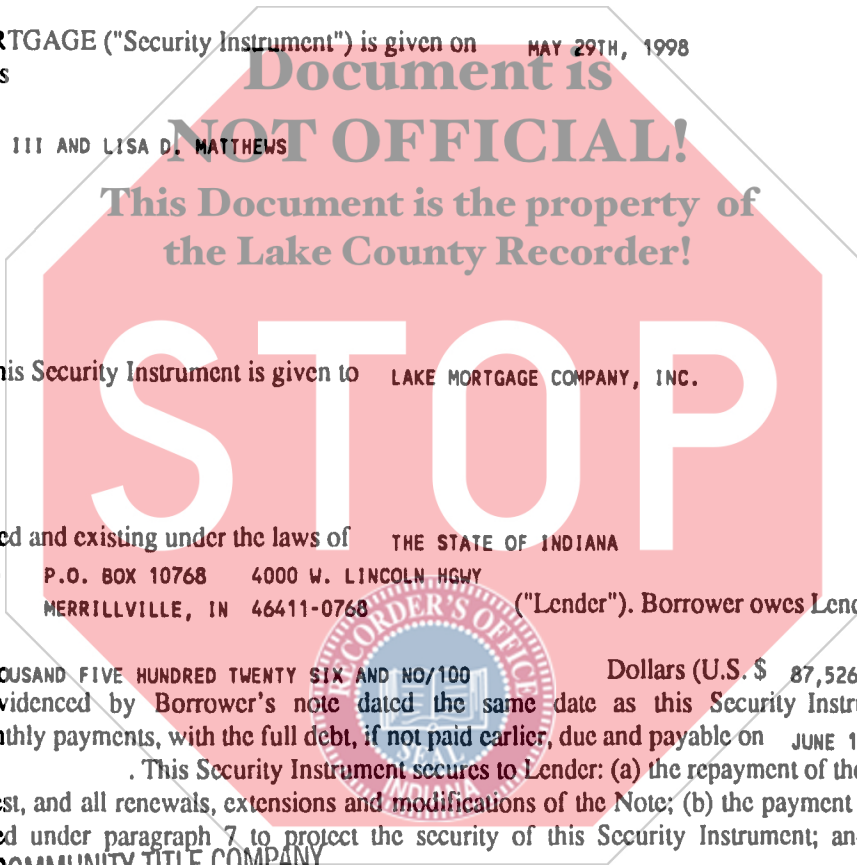 RTGAGE ("Security Instrument") is given on MAY 29TH, 1998
s
Document is
III AND LISA D. MATTHEWS
NOT OFFICIAL!
This Document is the property of
the Lake County Recorder!
his Security Instrument is given to LAKE MORTGAGE COMPANY, INC.
STOP
ed and existing under the laws of THE STATE OF INDIANA
P.O. BOX 10768 4000 W. LINCOLN HGWY
MERRILLVILLE, IN 46411-0768 ("Lender"). Borrower owes Lend
RECORDER'S OFFICE
OUSAND FIVE HUNDRED TWENTY SIX AND NO/100 Dollars (U.S. $ 87,526
videnced by Borrower's note dated the same date as this Security Instru
nthly payments, with the full debt, if not paid earlier, due and payable on JUNE 1
SEAL
. This Security Instrument secures to Lender: (a) the repayment of the
INDIANA
est, and all renewals, extensions and modifications of the Note; (b) the payment
ed under paragraph 7 to protect the security of this Security Instrument; an
COMMUNITY TITLE COMPANY